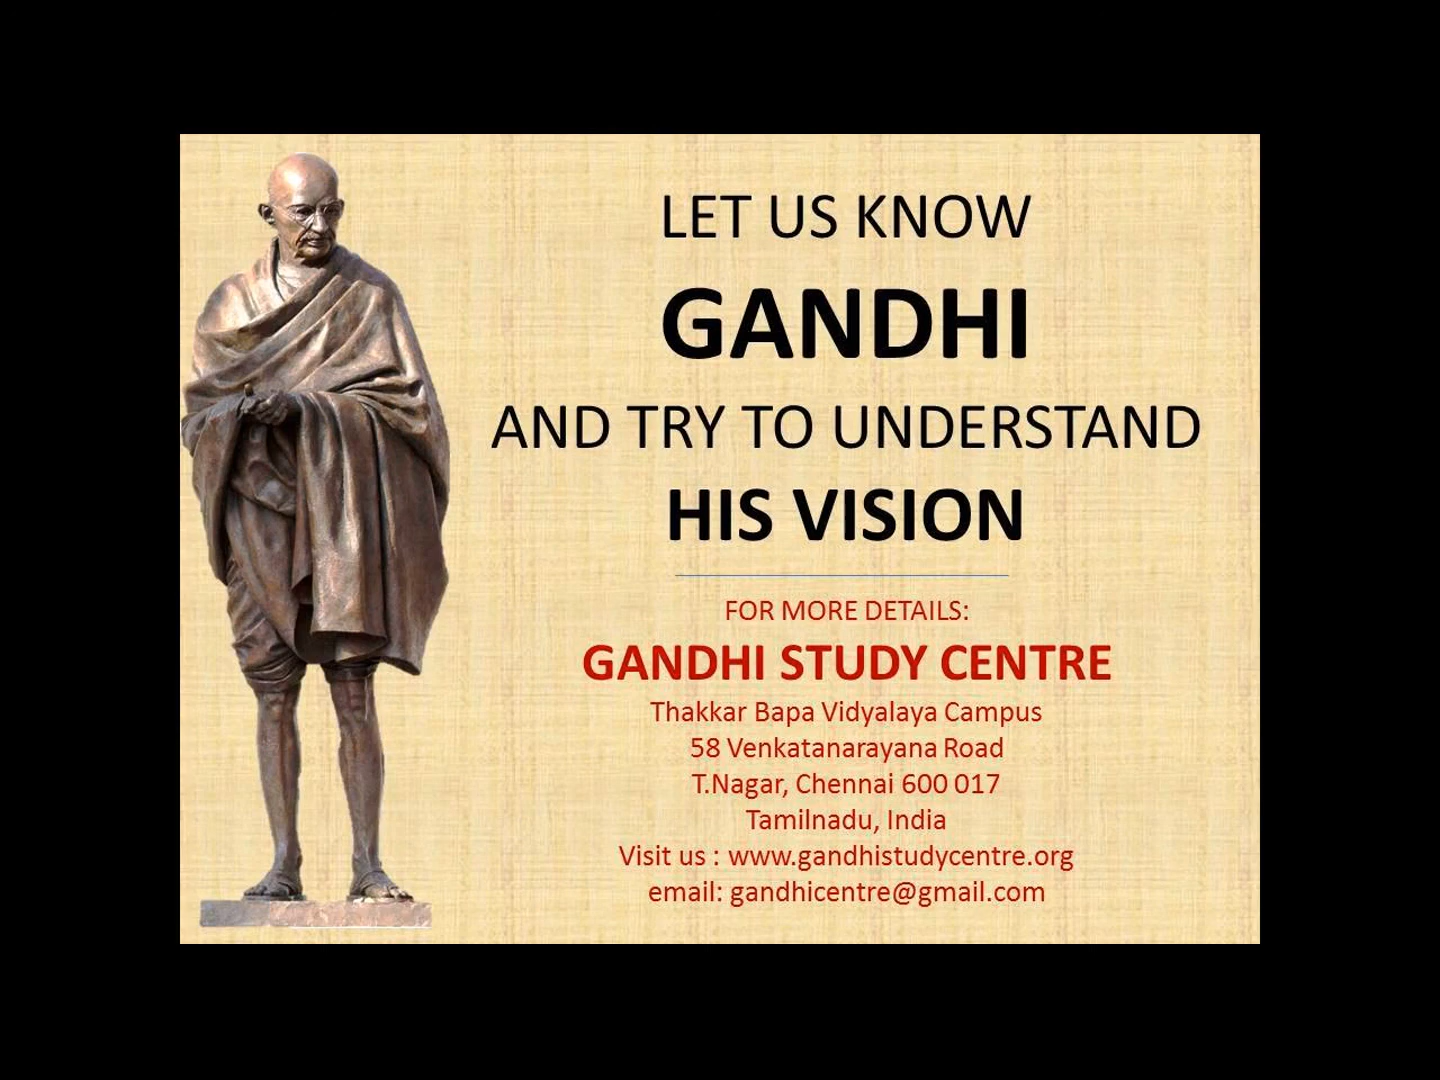 LET US KNOW
GANDHI
AND TRY TO UNDERSTAND
HIS VISION
FOR MORE DETAILS:
GANDHI STUDY CENTRE
Thakkar Bapa Vidyalaya Campus
58 Venkatanarayana Road
T.Nagar, Chennai 600 017
Tamilnadu, India
Visit us : www.gandhistudycentre.org
email: gandhicentre@gmail.com